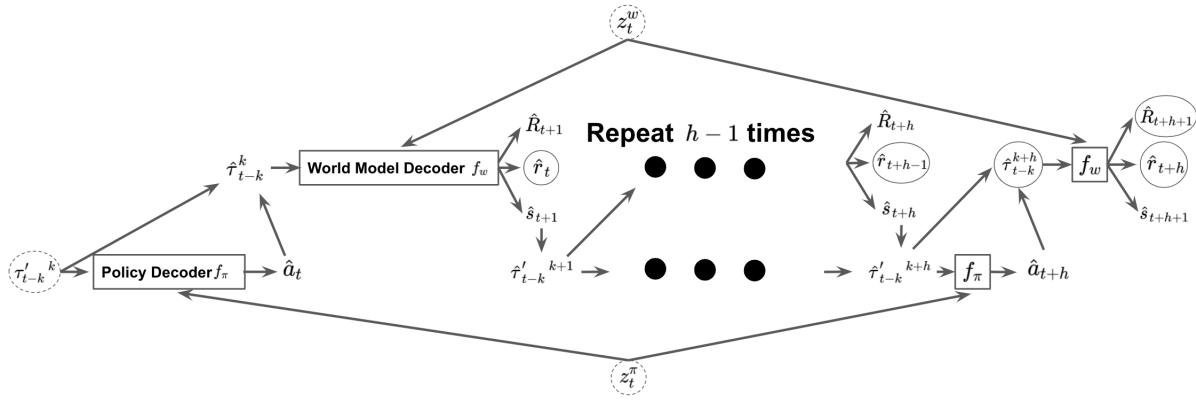 z_t^w
R̂_{t+1}
Repeat h − 1 times
R̂_{t+h}
R̂_{t+h+1}
τ̂_{t−k}^k
World Model Decoder f_w
r̂_t
r̂_{t+h−1}
τ̂_{t−k}^{k+h}
f_w
r̂_{t+h}
ŝ_{t+1}
ŝ_{t+h}
ŝ_{t+h+1}
τ′_{t−k}^k
Policy Decoder f_π
â_t
τ̂′_{t−k}^{k+1}
τ̂′_{t−k}^{k+h}
f_π
â_{t+h}
z_t^π